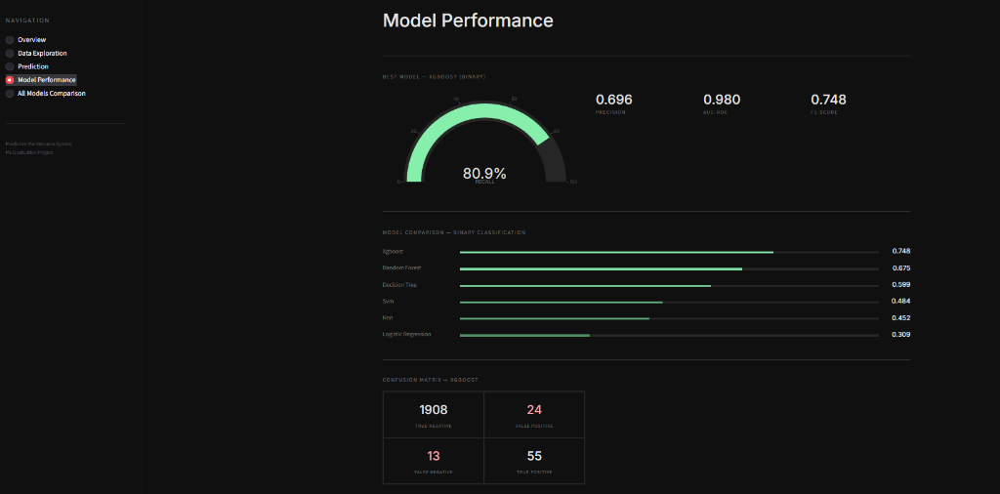 NAVIGATION
Overview
Data Exploration
Prediction
Model Performance
All Models Comparison
Predictive Maintenance System
ML Graduation Project
Model Performance
BEST MODEL — XGBOOST (BINARY)
0
20
40
60
80
100
80.9%
RECALL
0.696
PRECISION
0.980
AUC-ROC
0.748
F1-SCORE
MODEL COMPARISON — BINARY CLASSIFICATION
Xgboost 0.748
Random Forest 0.675
Decision Tree 0.599
Svm 0.484
Knn 0.452
Logistic Regression 0.309
CONFUSION MATRIX — XGBOOST
1908 24
TRUE NEGATIVE FALSE POSITIVE
13 55
FALSE NEGATIVE TRUE POSITIVE